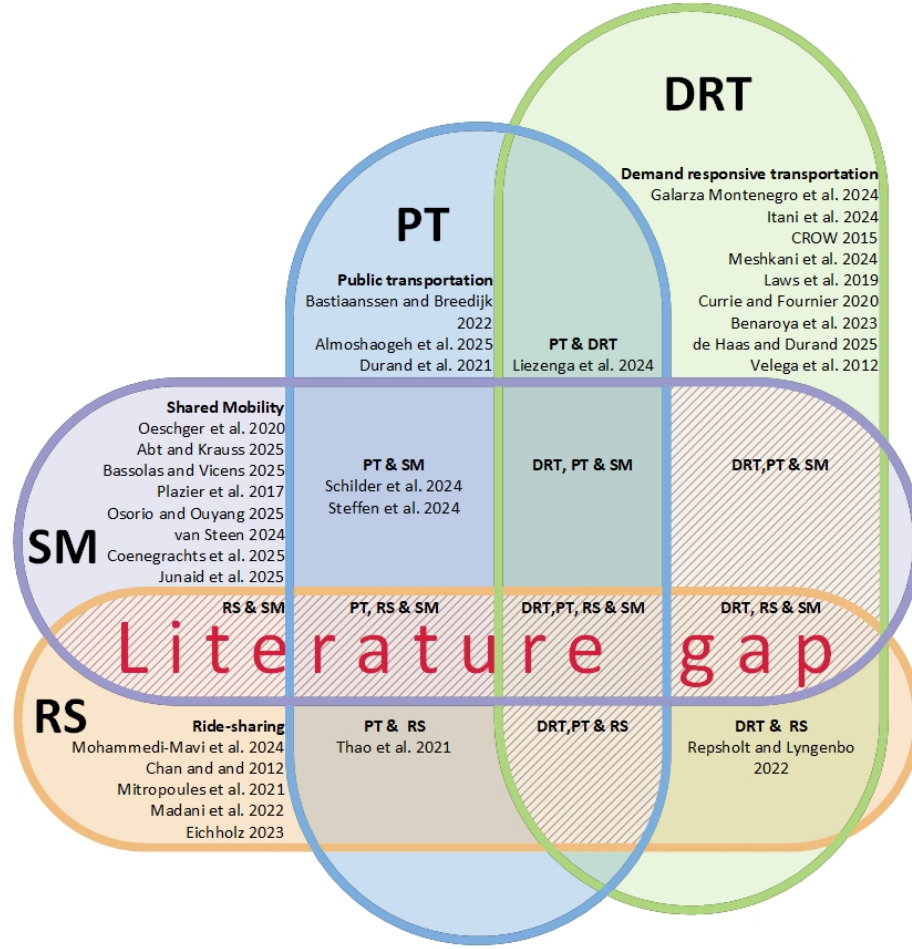 DRT
Demand responsive transportation
Galarza Montenegro et al. 2024
Itani et al. 2024
CROW 2015
Meshkani et al. 2024
Laws et al. 2019
Currie and Fournier 2020
Benaroya et al. 2023
de Haas and Durand 2025
Velega et al. 2012
PT
Public transportation
Bastiaanssen and Breedijk
2022
Almoshaogeh et al. 2025
Durand et al. 2021
PT & DRT
Liezenga et al. 2024
SM
Shared Mobility
Oeschger et al. 2020
Abt and Krauss 2025
Bassolas and Vicens 2025
Plazier et al. 2017
Osorio and Ouyang 2025
van Steen 2024
Coenegrachts et al. 2025
Junaid et al. 2025
PT & SM
Schilder et al. 2024
Steffen et al. 2024
DRT, PT & SM
DRT,PT & SM
RS & SM
PT, RS & SM
DRT,PT, RS & SM
DRT, RS & SM
Literature gap
RS
Ride-sharing
Mohammedi-Mavi et al. 2024
Chan and and 2012
Mitropoules et al. 2021
Madani et al. 2022
Eichholz 2023
PT & RS
Thao et al. 2021
DRT,PT & RS
DRT & RS
Repsholt and Lyngenbo
2022